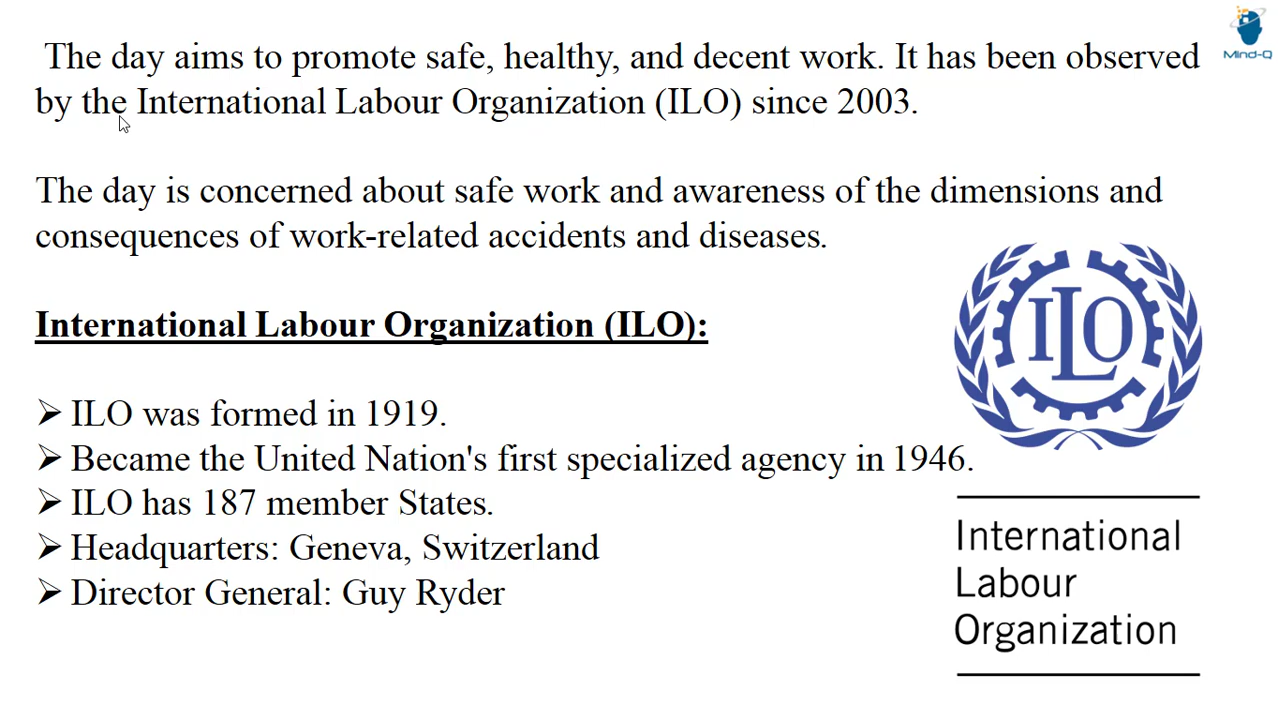 Mind-Q
The day aims to promote safe, healthy, and decent work. It has been observed
by the International Labour Organization (ILO) since 2003.
The day is concerned about safe work and awareness of the dimensions and
consequences of work-related accidents and diseases.
International Labour Organization (ILO):
➢ ILO was formed in 1919.
➢ Became the United Nation's first specialized agency in 1946.
➢ ILO has 187 member States.
➢ Headquarters: Geneva, Switzerland
➢ Director General: Guy Ryder
ILO
International
Labour
Organization